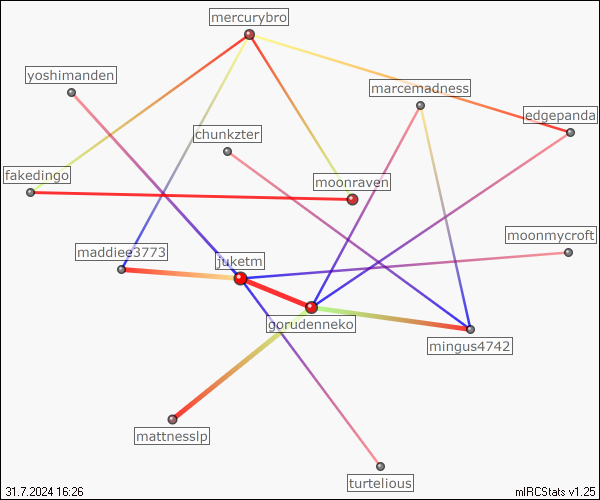 mercurybro
yoshimanden
marcemadness
edgepanda
chunkzter
fakedingo
moonraven
moonmycroft
maddiee3773
juketm
gorudenneko
mingus4742
mattnesslp
turtelious
31.7.2024 16:26
mIRCStats v1.25